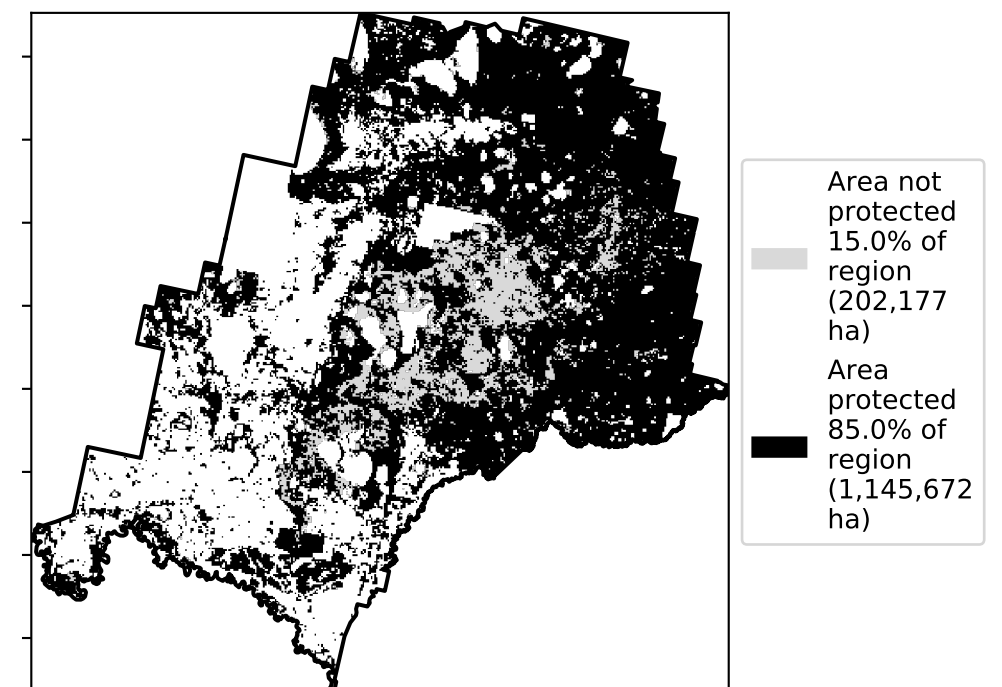 Area not
protected
15.0% of
region
(202,177
ha)
Area
protected
85.0% of
region
(1,145,672
ha)